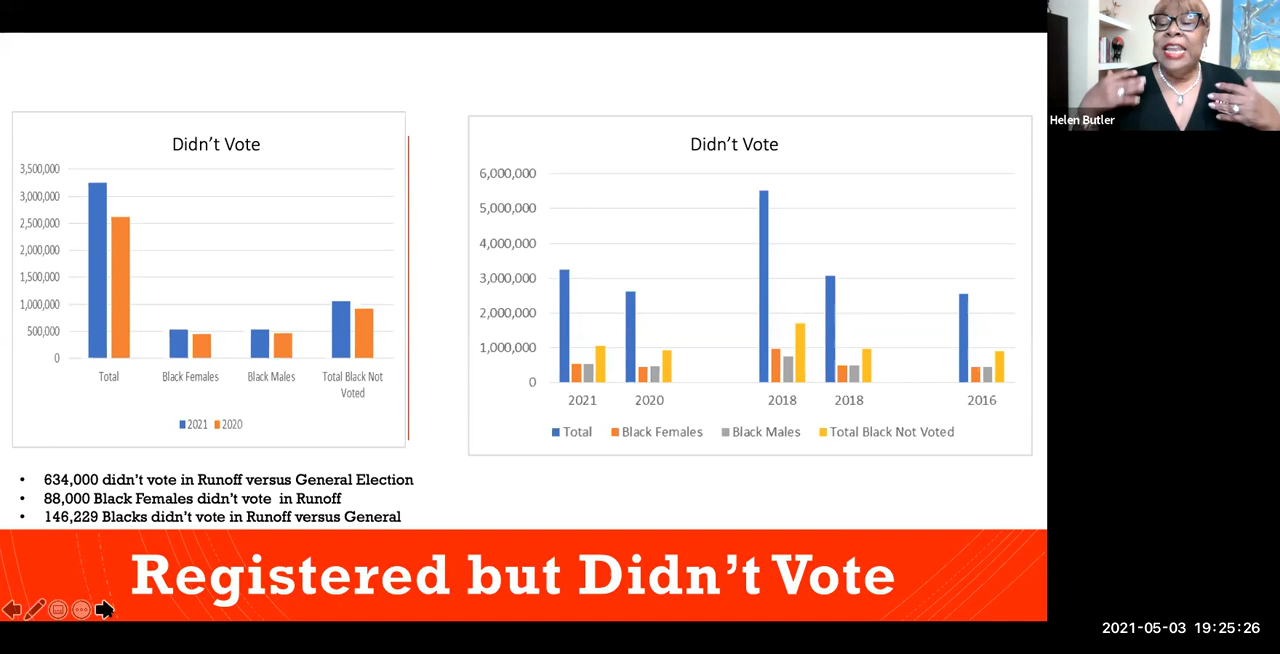 Didn't Vote
3,500,000
3,000,000
2,500,000
2,000,000
1,500,000
1,000,000
500,000
0
Total
Black Females
Black Males
Total Black Not
Voted
2021
2020
Didn't Vote
6,000,000
5,000,000
4,000,000
3,000,000
2,000,000
1,000,000
0
2021
2020
2018
2018
2016
Total
Black Females
Black Males
Total Black Not Voted
Helen Butler
• 634,000 didn't vote in Runoff versus General Election
• 88,000 Black Females didn't vote in Runoff
• 146,229 Blacks didn't vote in Runoff versus General
Registered but Didn't Vote
2021-05-03 19:25:26